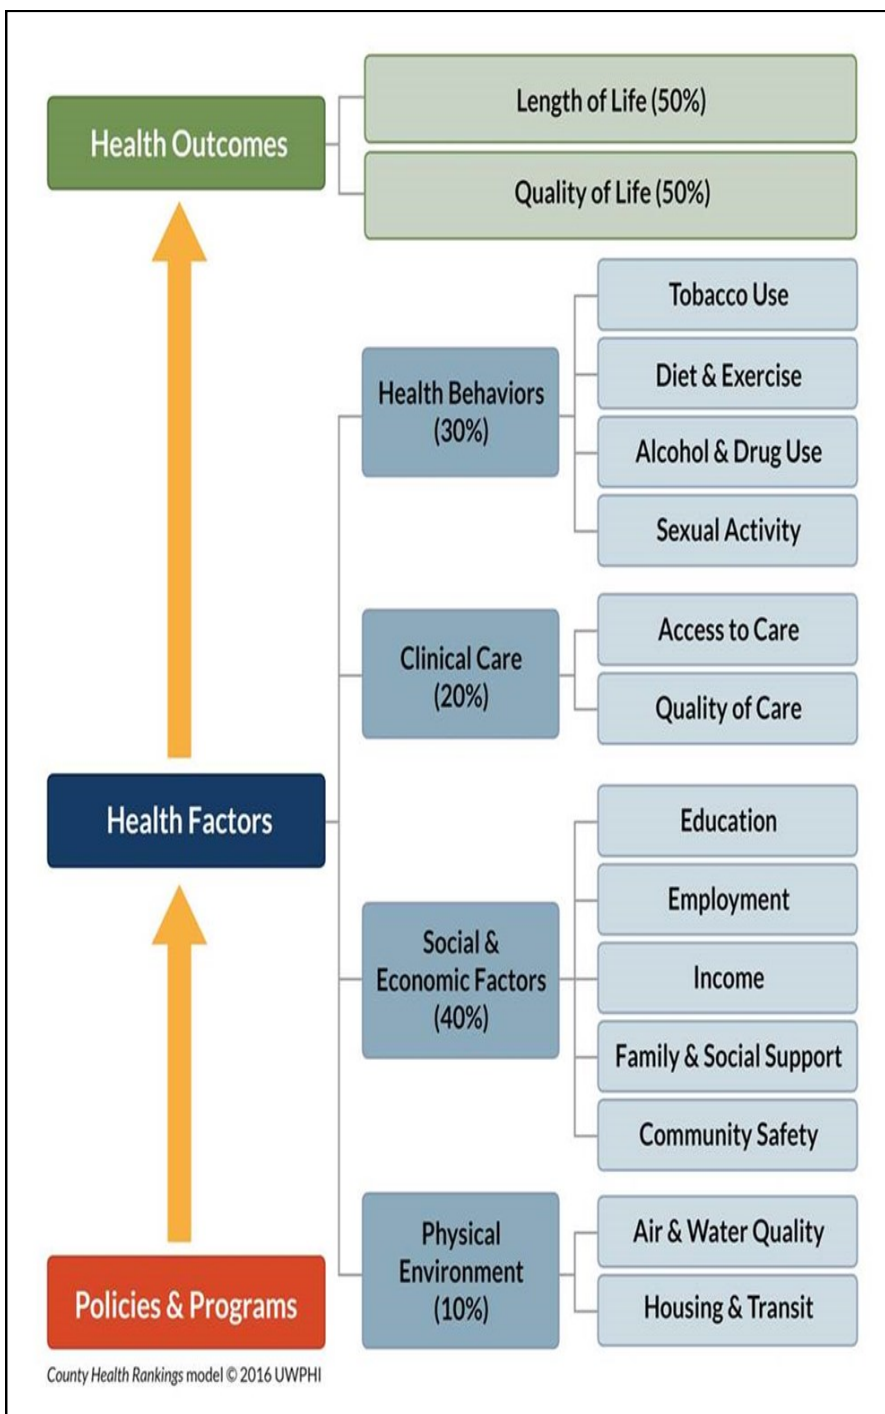 Health Outcomes
Length of Life (50%)
Quality of Life (50%)
Health Factors
Health Behaviors
(30%)
Tobacco Use
Diet & Exercise
Alcohol & Drug Use
Sexual Activity
Clinical Care
(20%)
Access to Care
Quality of Care
Social &
Economic Factors
(40%)
Education
Employment
Income
Family & Social Support
Community Safety
Physical
Environment
(10%)
Air & Water Quality
Housing & Transit
Policies & Programs
County Health Rankings model © 2016 UWPHI